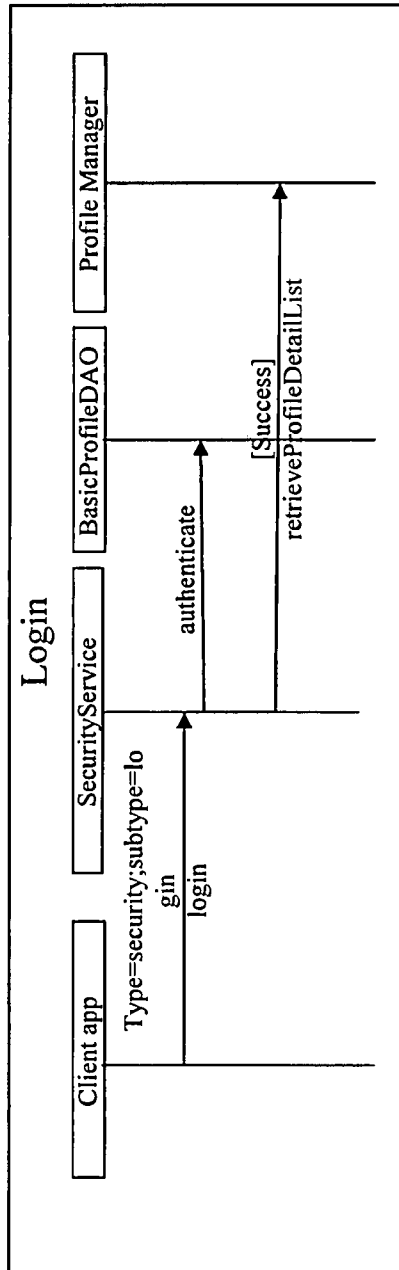 Login
Client app
SecurityService
BasicProfileDAO
Profile Manager
Type=security;subtype=lo
gin
login
authenticate
[Success]
retrieveProfileDetailList